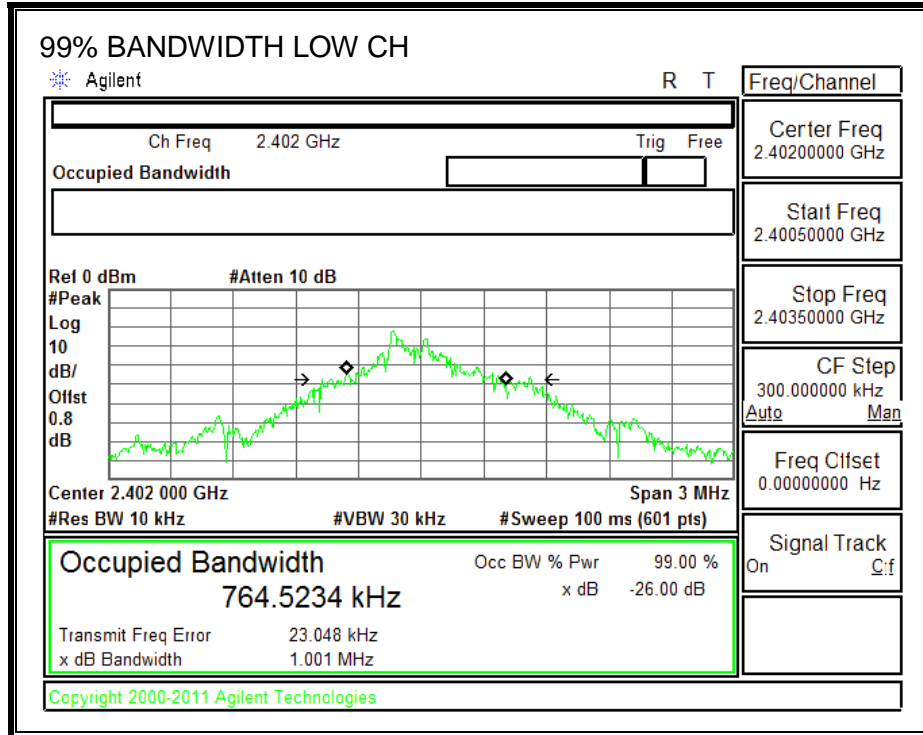 99% BANDWIDTH LOW CH
Agilent R T
Ch Freq 2.402 GHz Trig Free
Occupied Bandwidth
Ref 0 dBm #Atten 10 dB
#Peak
Log
10
dB/
Offst
0.8
dB
Center 2.402 000 GHz Span 3 MHz
#Res BW 10 kHz #VBW 30 kHz #Sweep 100 ms (601 pts)
Occupied Bandwidth Occ BW % Pwr 99.00 %
764.5234 kHz x dB -26.00 dB
Transmit Freq Error 23.048 kHz
x dB Bandwidth 1.001 MHz
Copyright 2000-2011 Agilent Technologies
Freq/Channel
Center Freq
2.40200000 GHz
Start Freq
2.40050000 GHz
Stop Freq
2.40350000 GHz
CF Step
300.000000 kHz
Auto Man
Freq Offset
0.00000000 Hz
Signal Track
On Off